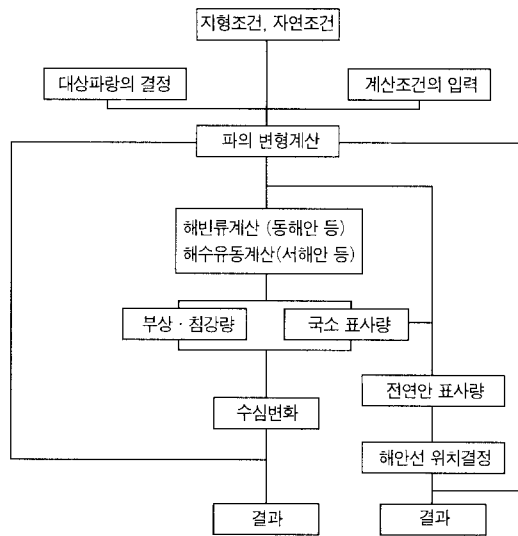 지형조건, 자연조건
대상파랑의 결정
계산조건의 입력
파의 변형계산
해빈류계산 (동해안 등)
해수유동계산(서해안 등)
부상 · 침강량
국소 표사량
전연안 표사량
수심변화
해안선 위치결정
결과
결과